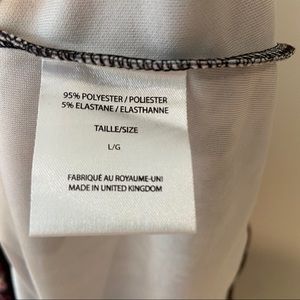 95% POLYESTER / POLIESTER
5% ELASTANE / ELASTHANNE
TAILLE/SIZE
L/G
FABRIQUÉ AU ROYAUME-UNI
MADE IN UNITED KINGDOM